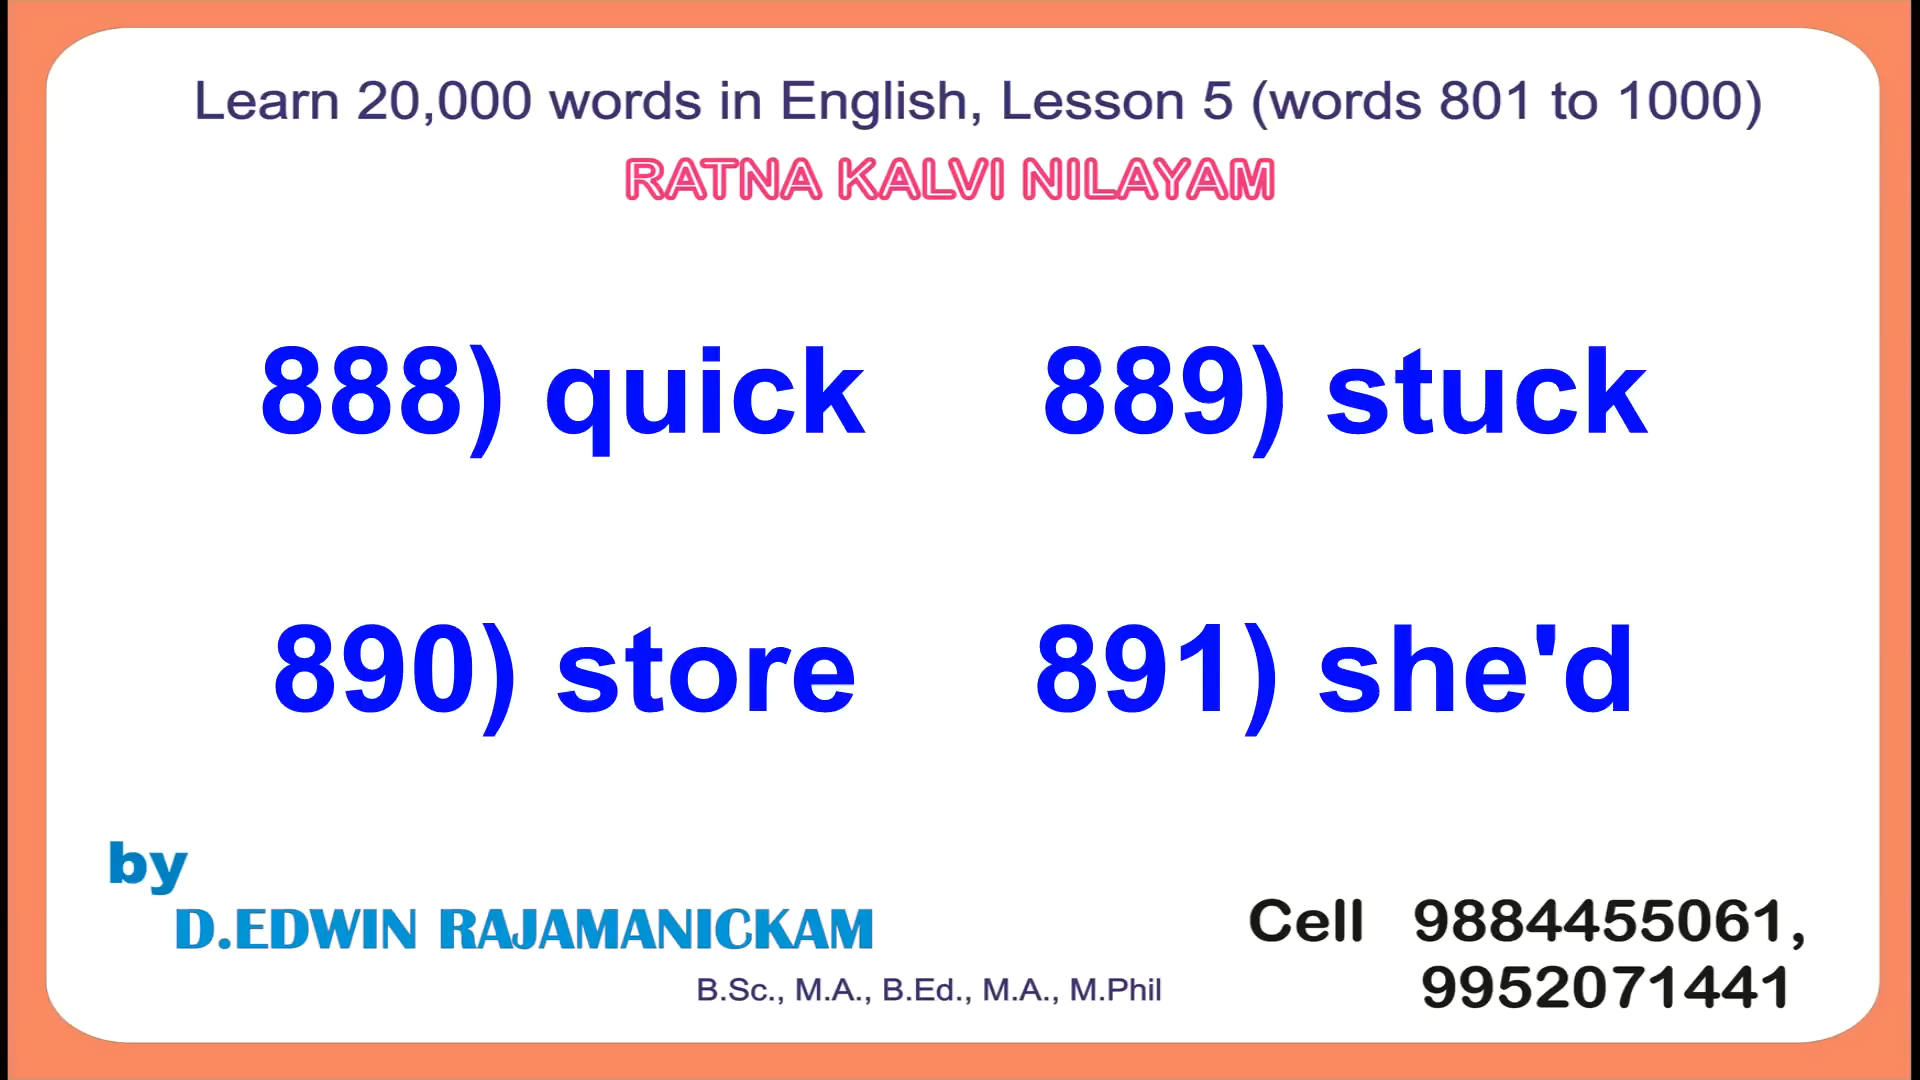 Learn 20,000 words in English, Lesson 5 (words 801 to 1000)
RATNA KALVI NILAYAM
888) quick 889) stuck
890) store 891) she'd
by
D.EDWIN RAJAMANICKAM
B.Sc., M.A., B.Ed., M.A., M.Phil
Cell 9884455061,
9952071441